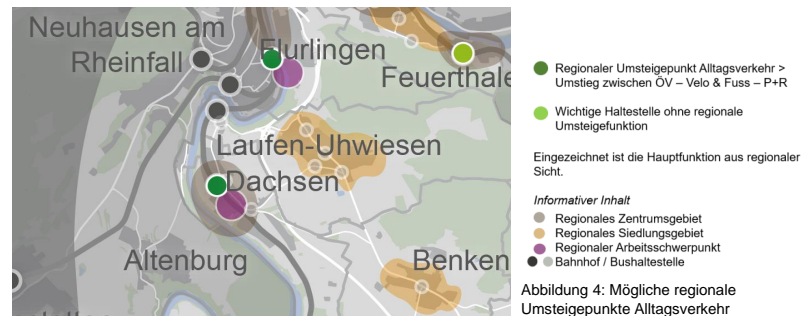 Neuhausen am
Rheinfall
Flurlingen
Feuerthale
Laufen-Uhwiesen
Dachsen
Altenburg
Benken
Regionaler Umsteigepunkt Alltagsverkehr >
Umstieg zwischen ÖV – Velo & Fuss – P+R
Wichtige Haltestelle ohne regionale
Umsteigefunktion
Eingezeichnet ist die Hauptfunktion aus regionaler
Sicht.
Informativer Inhalt
Regionales Zentrumsgebiet
Regionales Siedlungsgebiet
Regionaler Arbeitsschwerpunkt
Bahnhof / Bushaltestelle
Abbildung 4: Mögliche regionale
Umsteigepunkte Alltagsverkehr